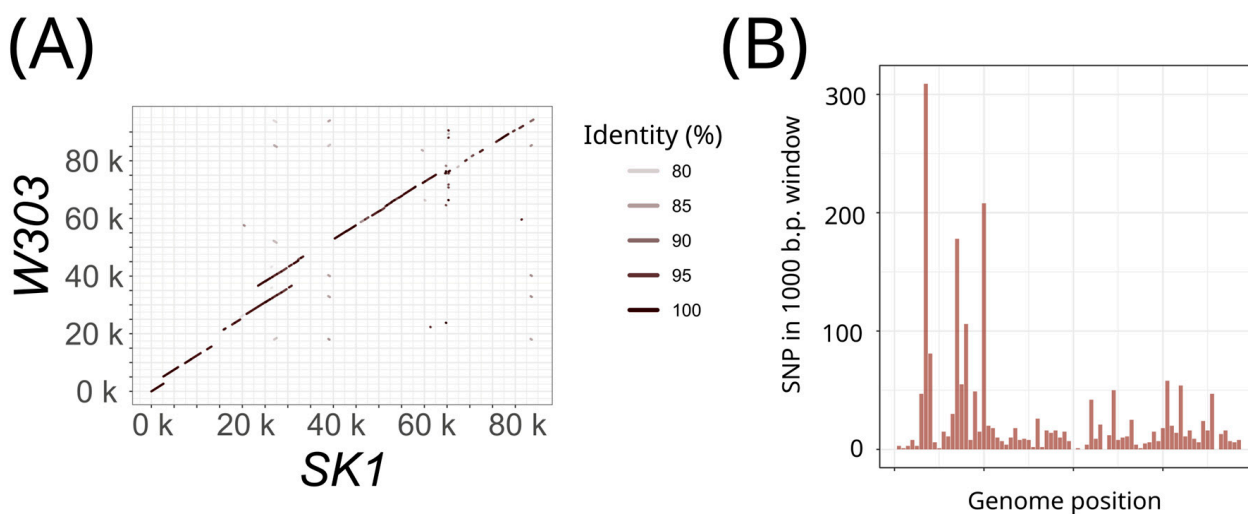 (A)
W303
80 k
60 k
40 k
20 k
0 k
0 k 20 k 40 k 60 k 80 k
SK1
Identity (%)
80
85
90
95
100
(B)
SNP in 1000 b.p. window
300
200
100
0
Genome position